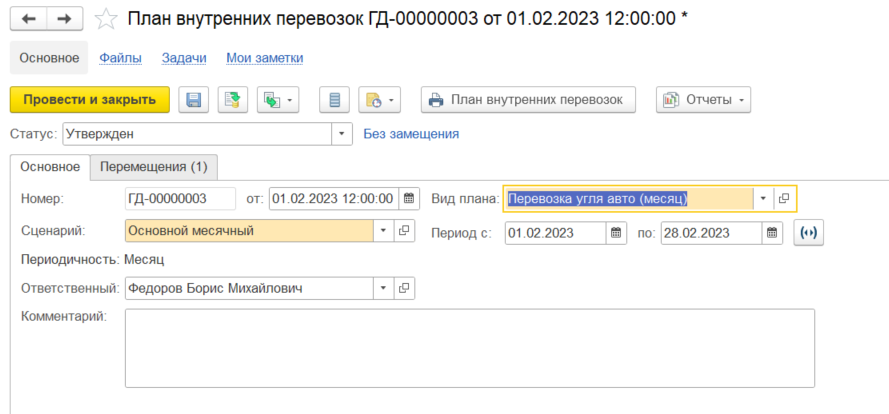 План внутренних перевозок ГД-00000003 от 01.02.2023 12:00:00 *
Основное Файлы Задачи Мои заметки
Провести и закрыть План внутренних перевозок Отчеты
Статус: Утвержден Без замещения
Основное Перемещения (1)
Номер: ГД-00000003 от: 01.02.2023 12:00:00 Вид плана: Перевозка угля авто (месяц)
Сценарий: Основной месячный Период с: 01.02.2023 по: 28.02.2023
Периодичность: Месяц
Ответственный: Федоров Борис Михайлович
Комментарий: